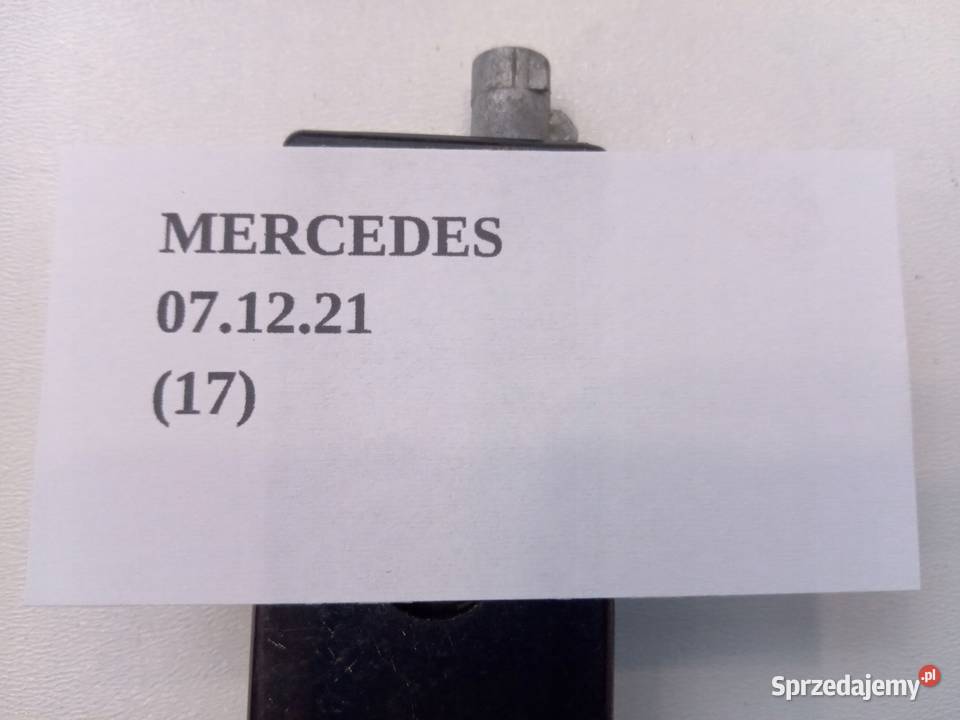 MERCEDES
07.12.21
(17)
Sprzedajemy.pl